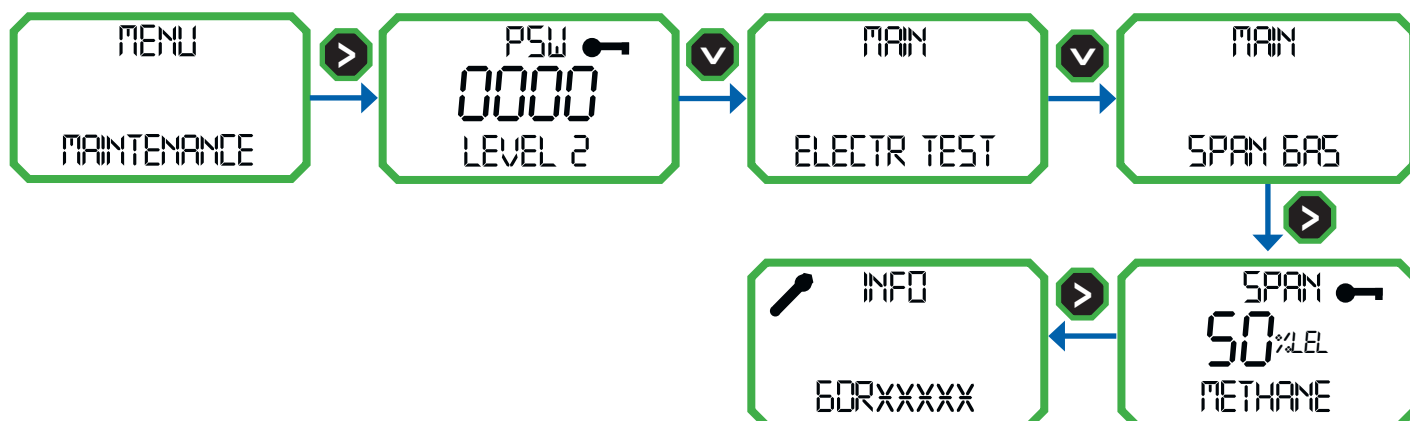 MENU
MAINTENANCE
>
PSW
0000
LEVEL 2
v
MAIN
ELECTR TEST
v
MAIN
SPAN GAS
>
SPAN
50 %LEL
METHANE
>
INFO
GDRXXXXX